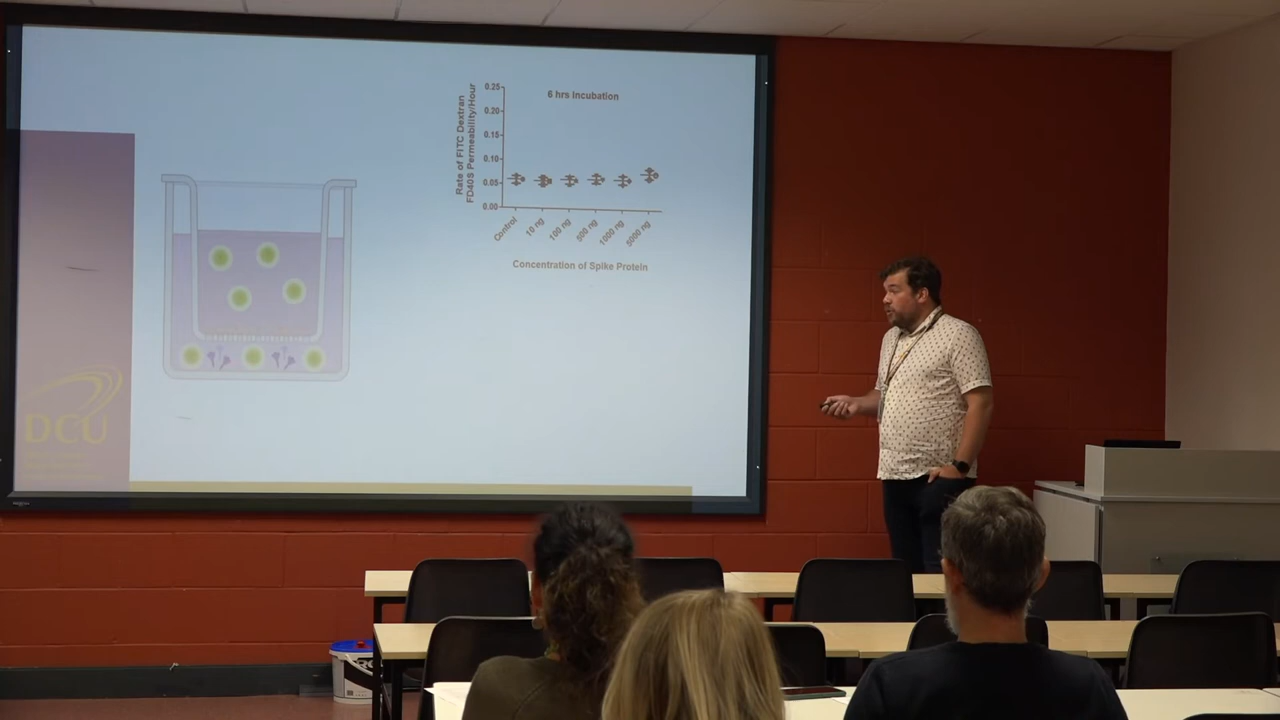 6 hrs Incubation
Rate of FITC Dextran
FD40S Permeability/Hour
0.25
0.20
0.15
0.10
0.05
0.00
Control
10 ng
100 ng
500 ng
1000 ng
5000 ng
Concentration of Spike Protein
DCU